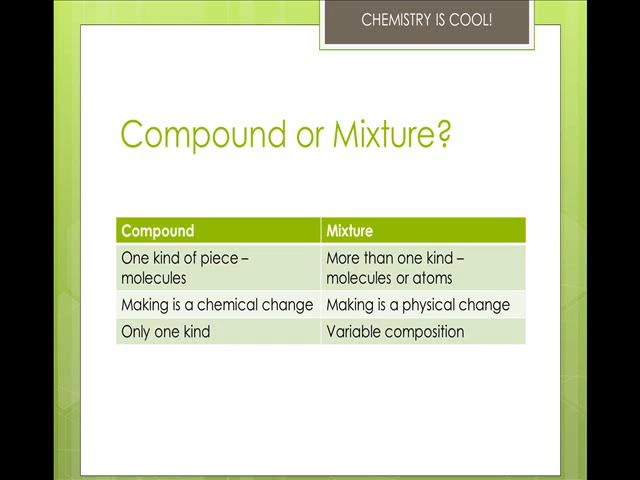 CHEMISTRY IS COOL!
Compound or Mixture?
Compound Mixture
One kind of piece – More than one kind –
molecules molecules or atoms
Making is a chemical change Making is a physical change
Only one kind Variable composition